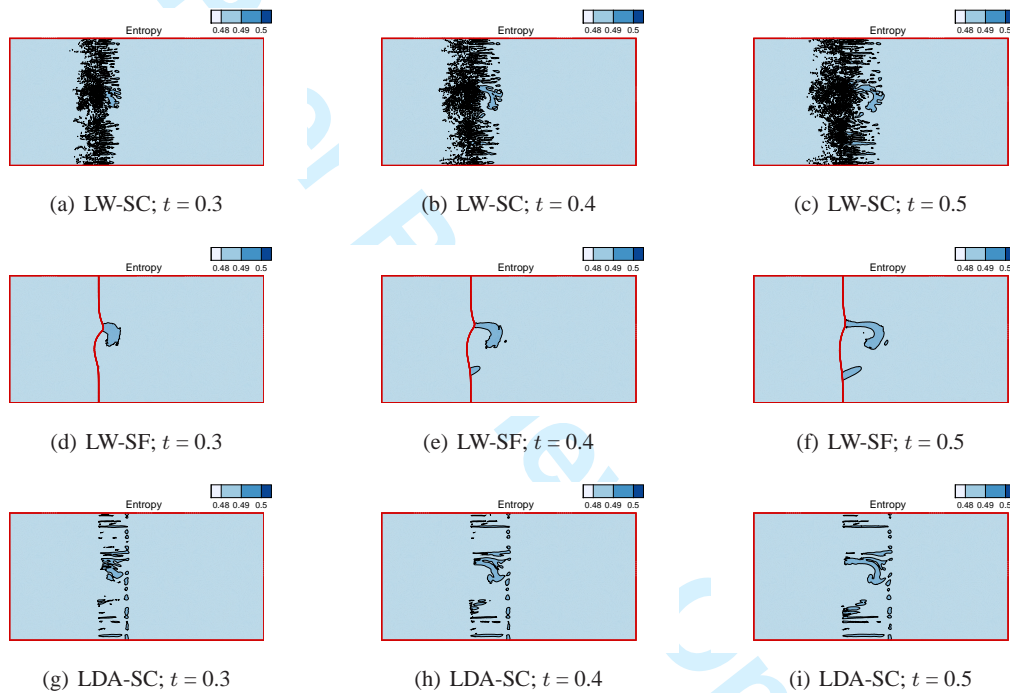 0.48 0.49 0.5
Entropy
0.48 0.49 0.5
Entropy
0.48 0.49 0.5
Entropy
(a) LW-SC; t = 0.3
(b) LW-SC; t = 0.4
(c) LW-SC; t = 0.5
0.48 0.49 0.5
Entropy
0.48 0.49 0.5
Entropy
0.48 0.49 0.5
Entropy
(d) LW-SF; t = 0.3
(e) LW-SF; t = 0.4
(f) LW-SF; t = 0.5
0.48 0.49 0.5
Entropy
0.48 0.49 0.5
Entropy
0.48 0.49 0.5
Entropy
(g) LDA-SC; t = 0.3
(h) LDA-SC; t = 0.4
(i) LDA-SC; t = 0.5